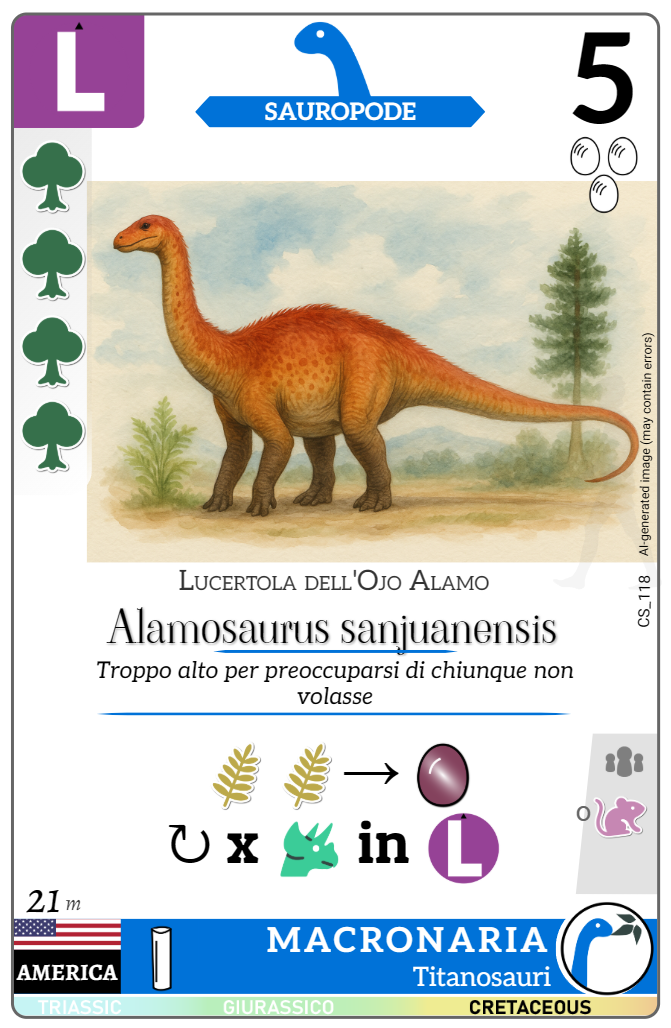 L
SAUROPODE
5
AI-generated image (may contain errors)
CS_118
Lucertola dell'Ojo Alamo
Alamosaurus sanjuanensis
Troppo alto per preoccuparsi di chiunque non
volasse
→
o
↻ x in L
21 m
AMERICA
MACRONARIA
Titanosauri
TRIASSIC GIURASSICO CRETACEOUS